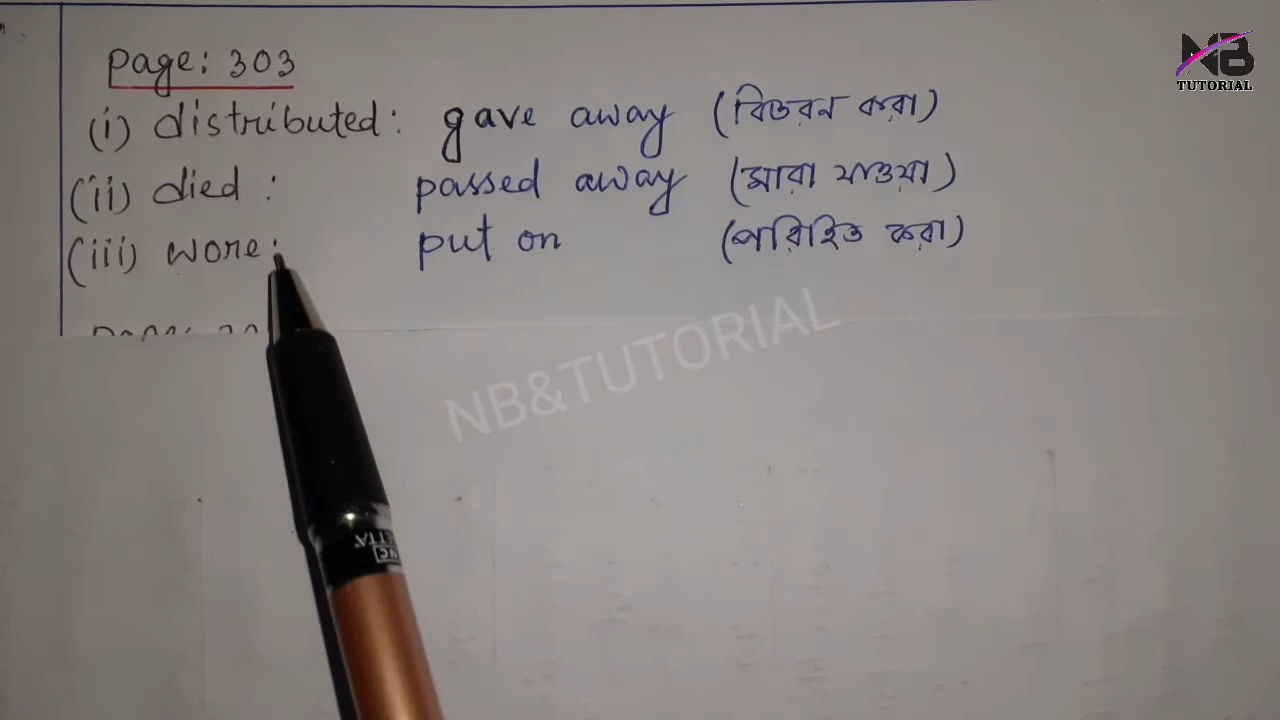 NB
TUTORIAL
Page: 303
(i) distributed: gave away (বিতরন করা)
(ii) died : passed away (মারা যাওয়া)
(iii) wore: put on (পরিহিত করা)
NB&TUTORIAL